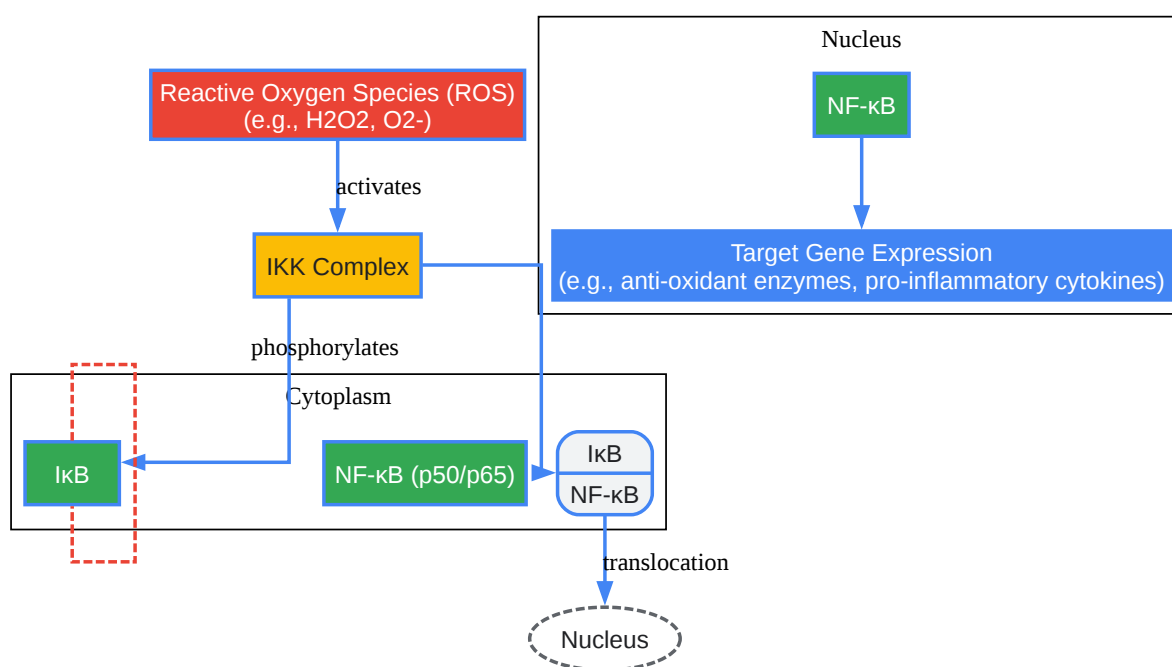 Nucleus
Reactive Oxygen Species (ROS)
(e.g., H2O2, O2-)
NF-κB
activates
IKK Complex
Target Gene Expression
(e.g., anti-oxidant enzymes, pro-inflammatory cytokines)
phosphorylates
Cytoplasm
IκB
NF-κB (p50/p65)
IκB
NF-κB
translocation
Nucleus